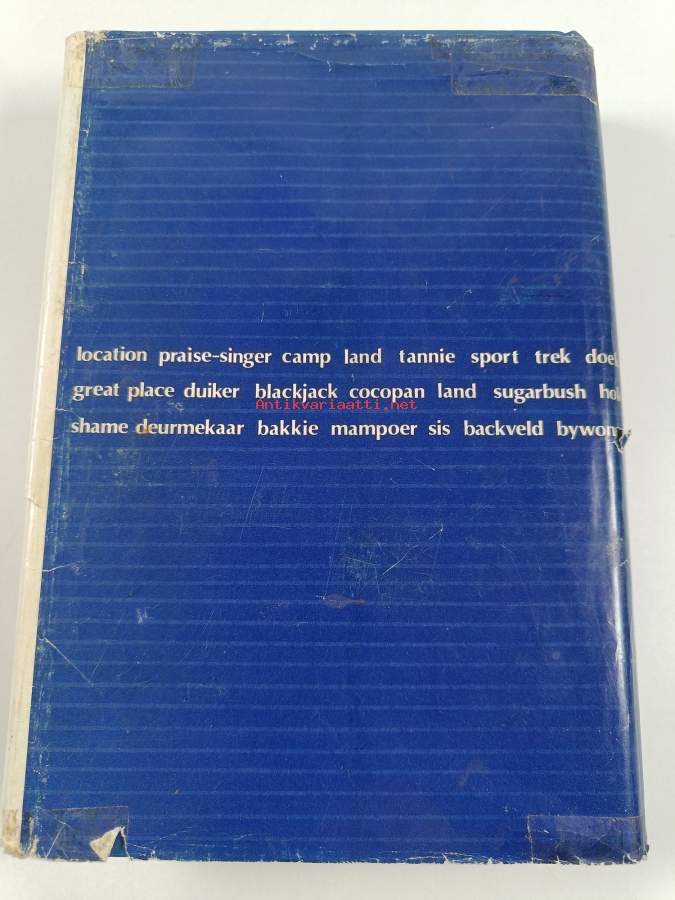 location praise-singer camp land tannie sport trek
great place duiker blackjack cocopan land sugarbush
Antikvariaatti.net
shame deurmekaar bakkie mampoer sis backveld